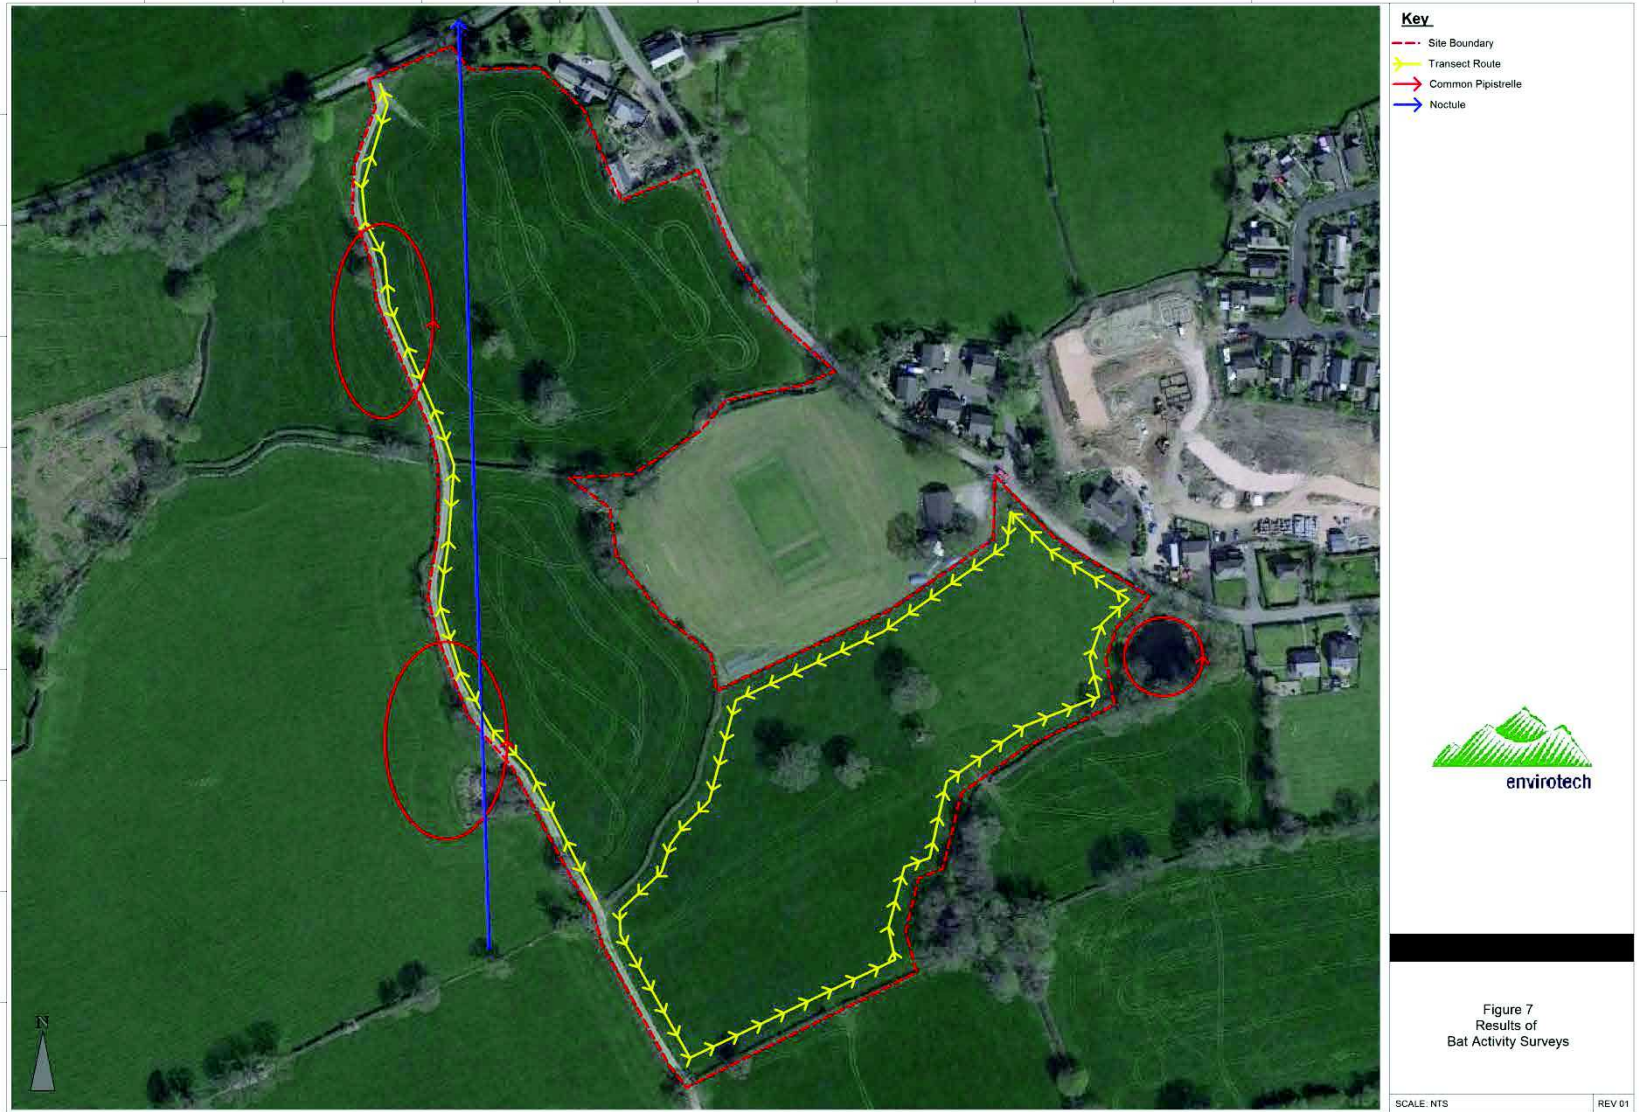 Key
Site Boundary
Transect Route
Common Pipistrelle
Noctule
envirotech
Figure 7
Results of
Bat Activity Surveys
SCALE: NTS
REV 01
N